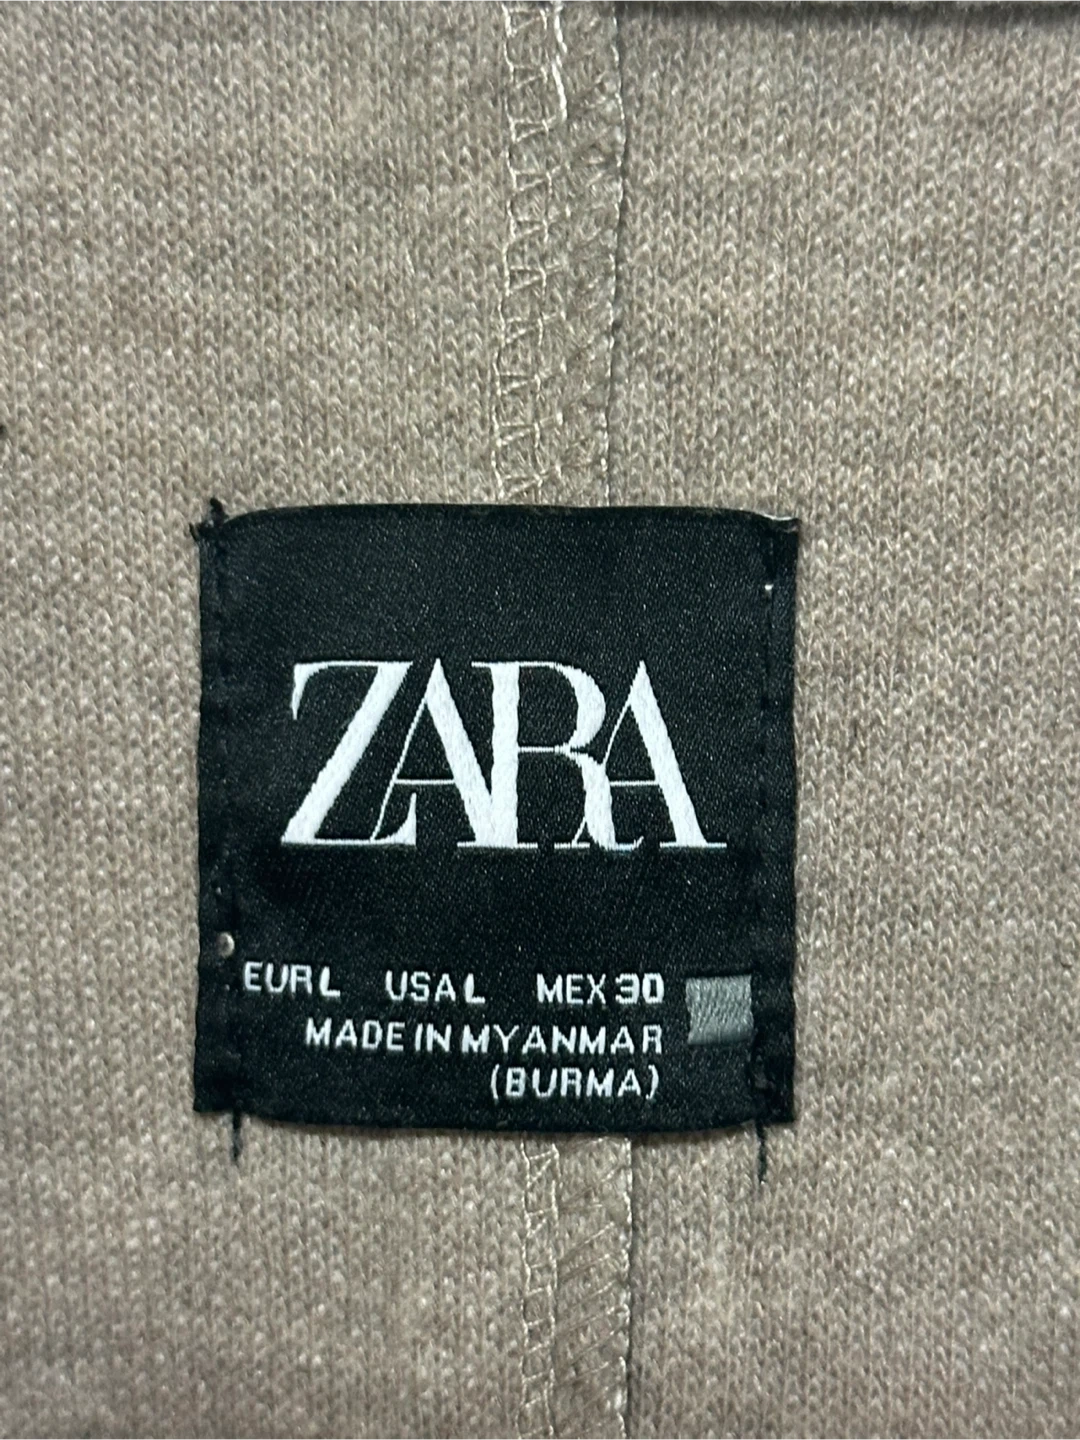 ZARA
EUR L USA L MEX 30
MADE IN MYANMAR
(BURMA)